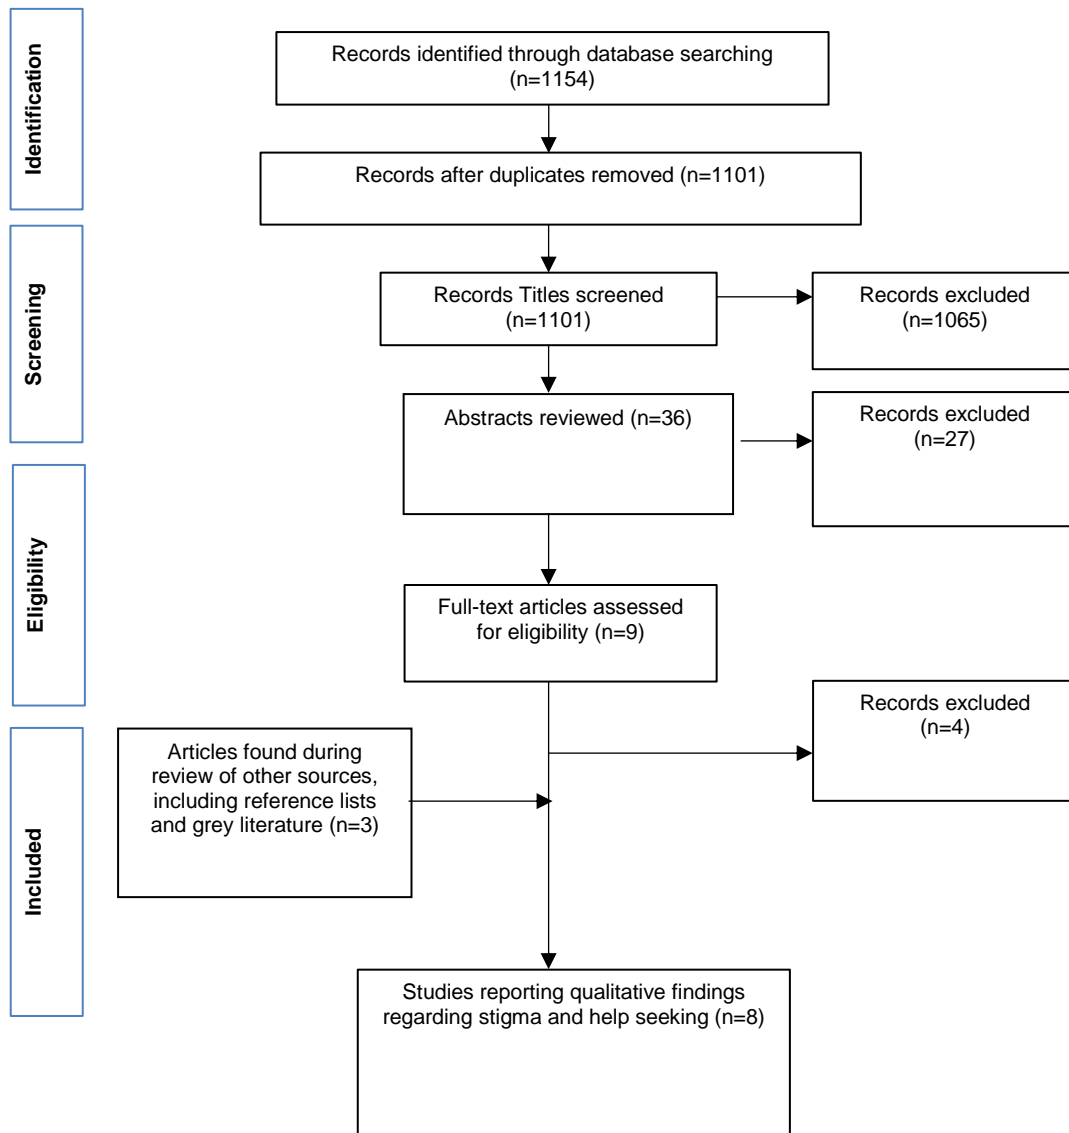 Identification
Records identified through database searching
(n=1154)
Records after duplicates removed (n=1101)
Screening
Records Titles screened
(n=1101)
Records excluded
(n=1065)
Abstracts reviewed (n=36)
Records excluded
(n=27)
Eligibility
Full-text articles assessed
for eligibility (n=9)
Records excluded
(n=4)
Included
Articles found during
review of other sources,
including reference lists
and grey literature (n=3)
Studies reporting qualitative findings
regarding stigma and help seeking (n=8)